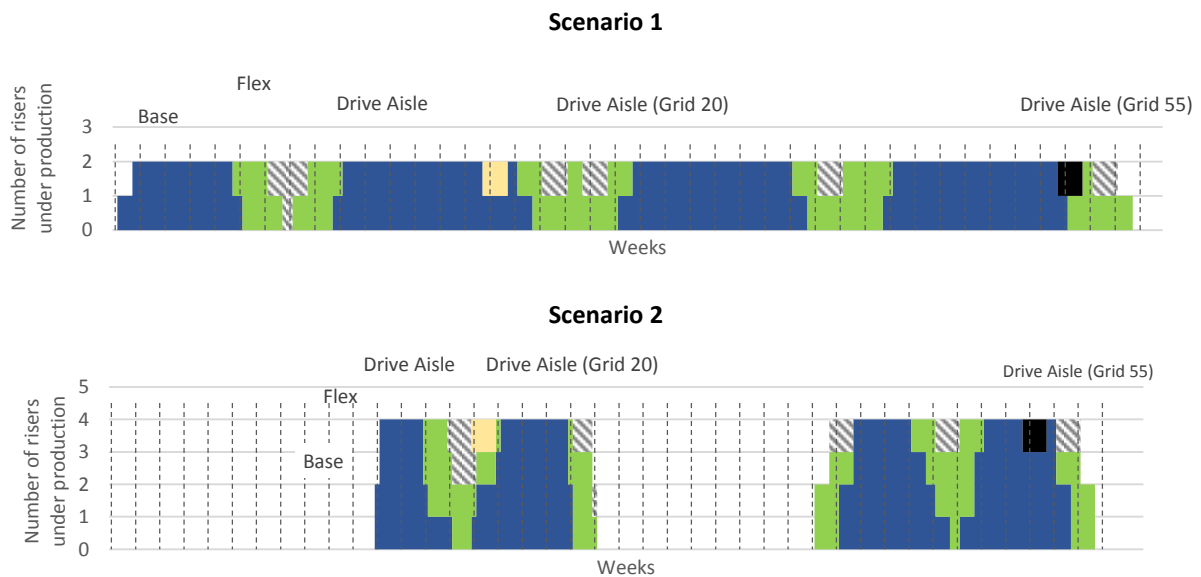 Scenario 1
Flex
Drive Aisle
Drive Aisle (Grid 20)
Drive Aisle (Grid 55)
Base
Number of risers
under production
3
2
1
0
Weeks
Scenario 2
Drive Aisle
Drive Aisle (Grid 20)
Drive Aisle (Grid 55)
Flex
Base
Number of risers
under production
5
4
3
2
1
0
Weeks